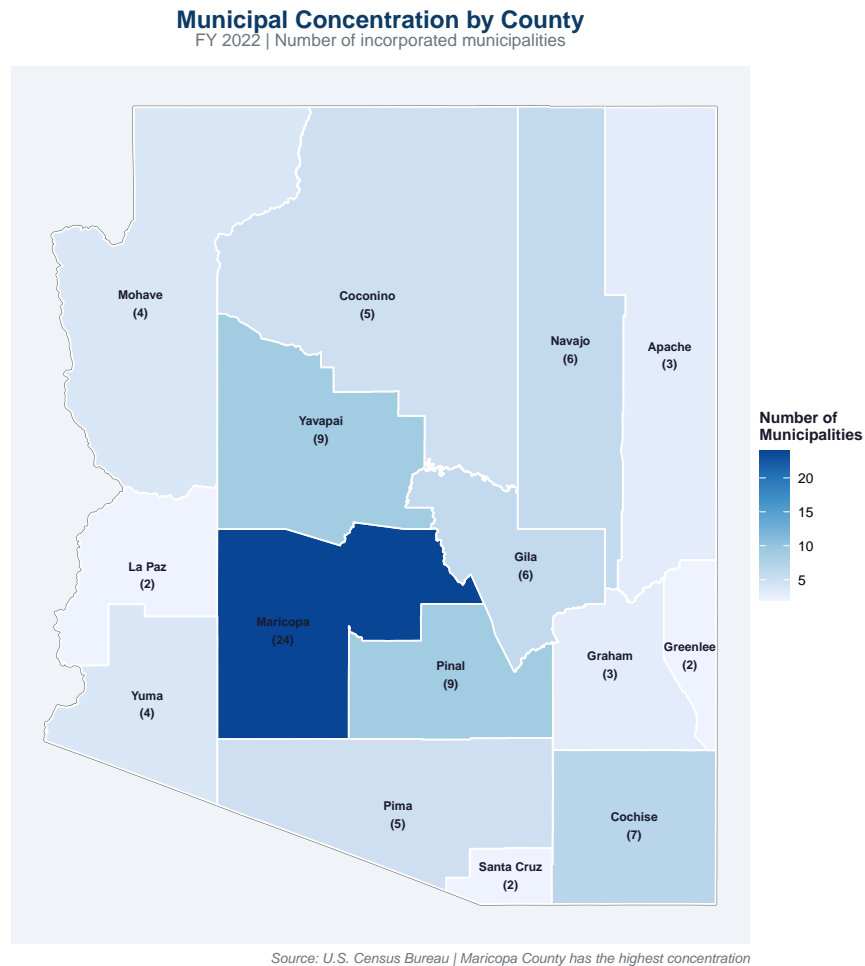 Municipal Concentration by County
FY 2022 | Number of incorporated municipalities
Mohave
(4)
Coconino
(5)
Navajo
(6)
Apache
(3)
Yavapai
(9)
La Paz
(2)
Gila
(6)
Maricopa
(24)
Pinal
(9)
Graham
(3)
Greenlee
(2)
Yuma
(4)
Pima
(5)
Cochise
(7)
Santa Cruz
(2)
Number of
Municipalities
20
15
10
5
Source: U.S. Census Bureau | Maricopa County has the highest concentration